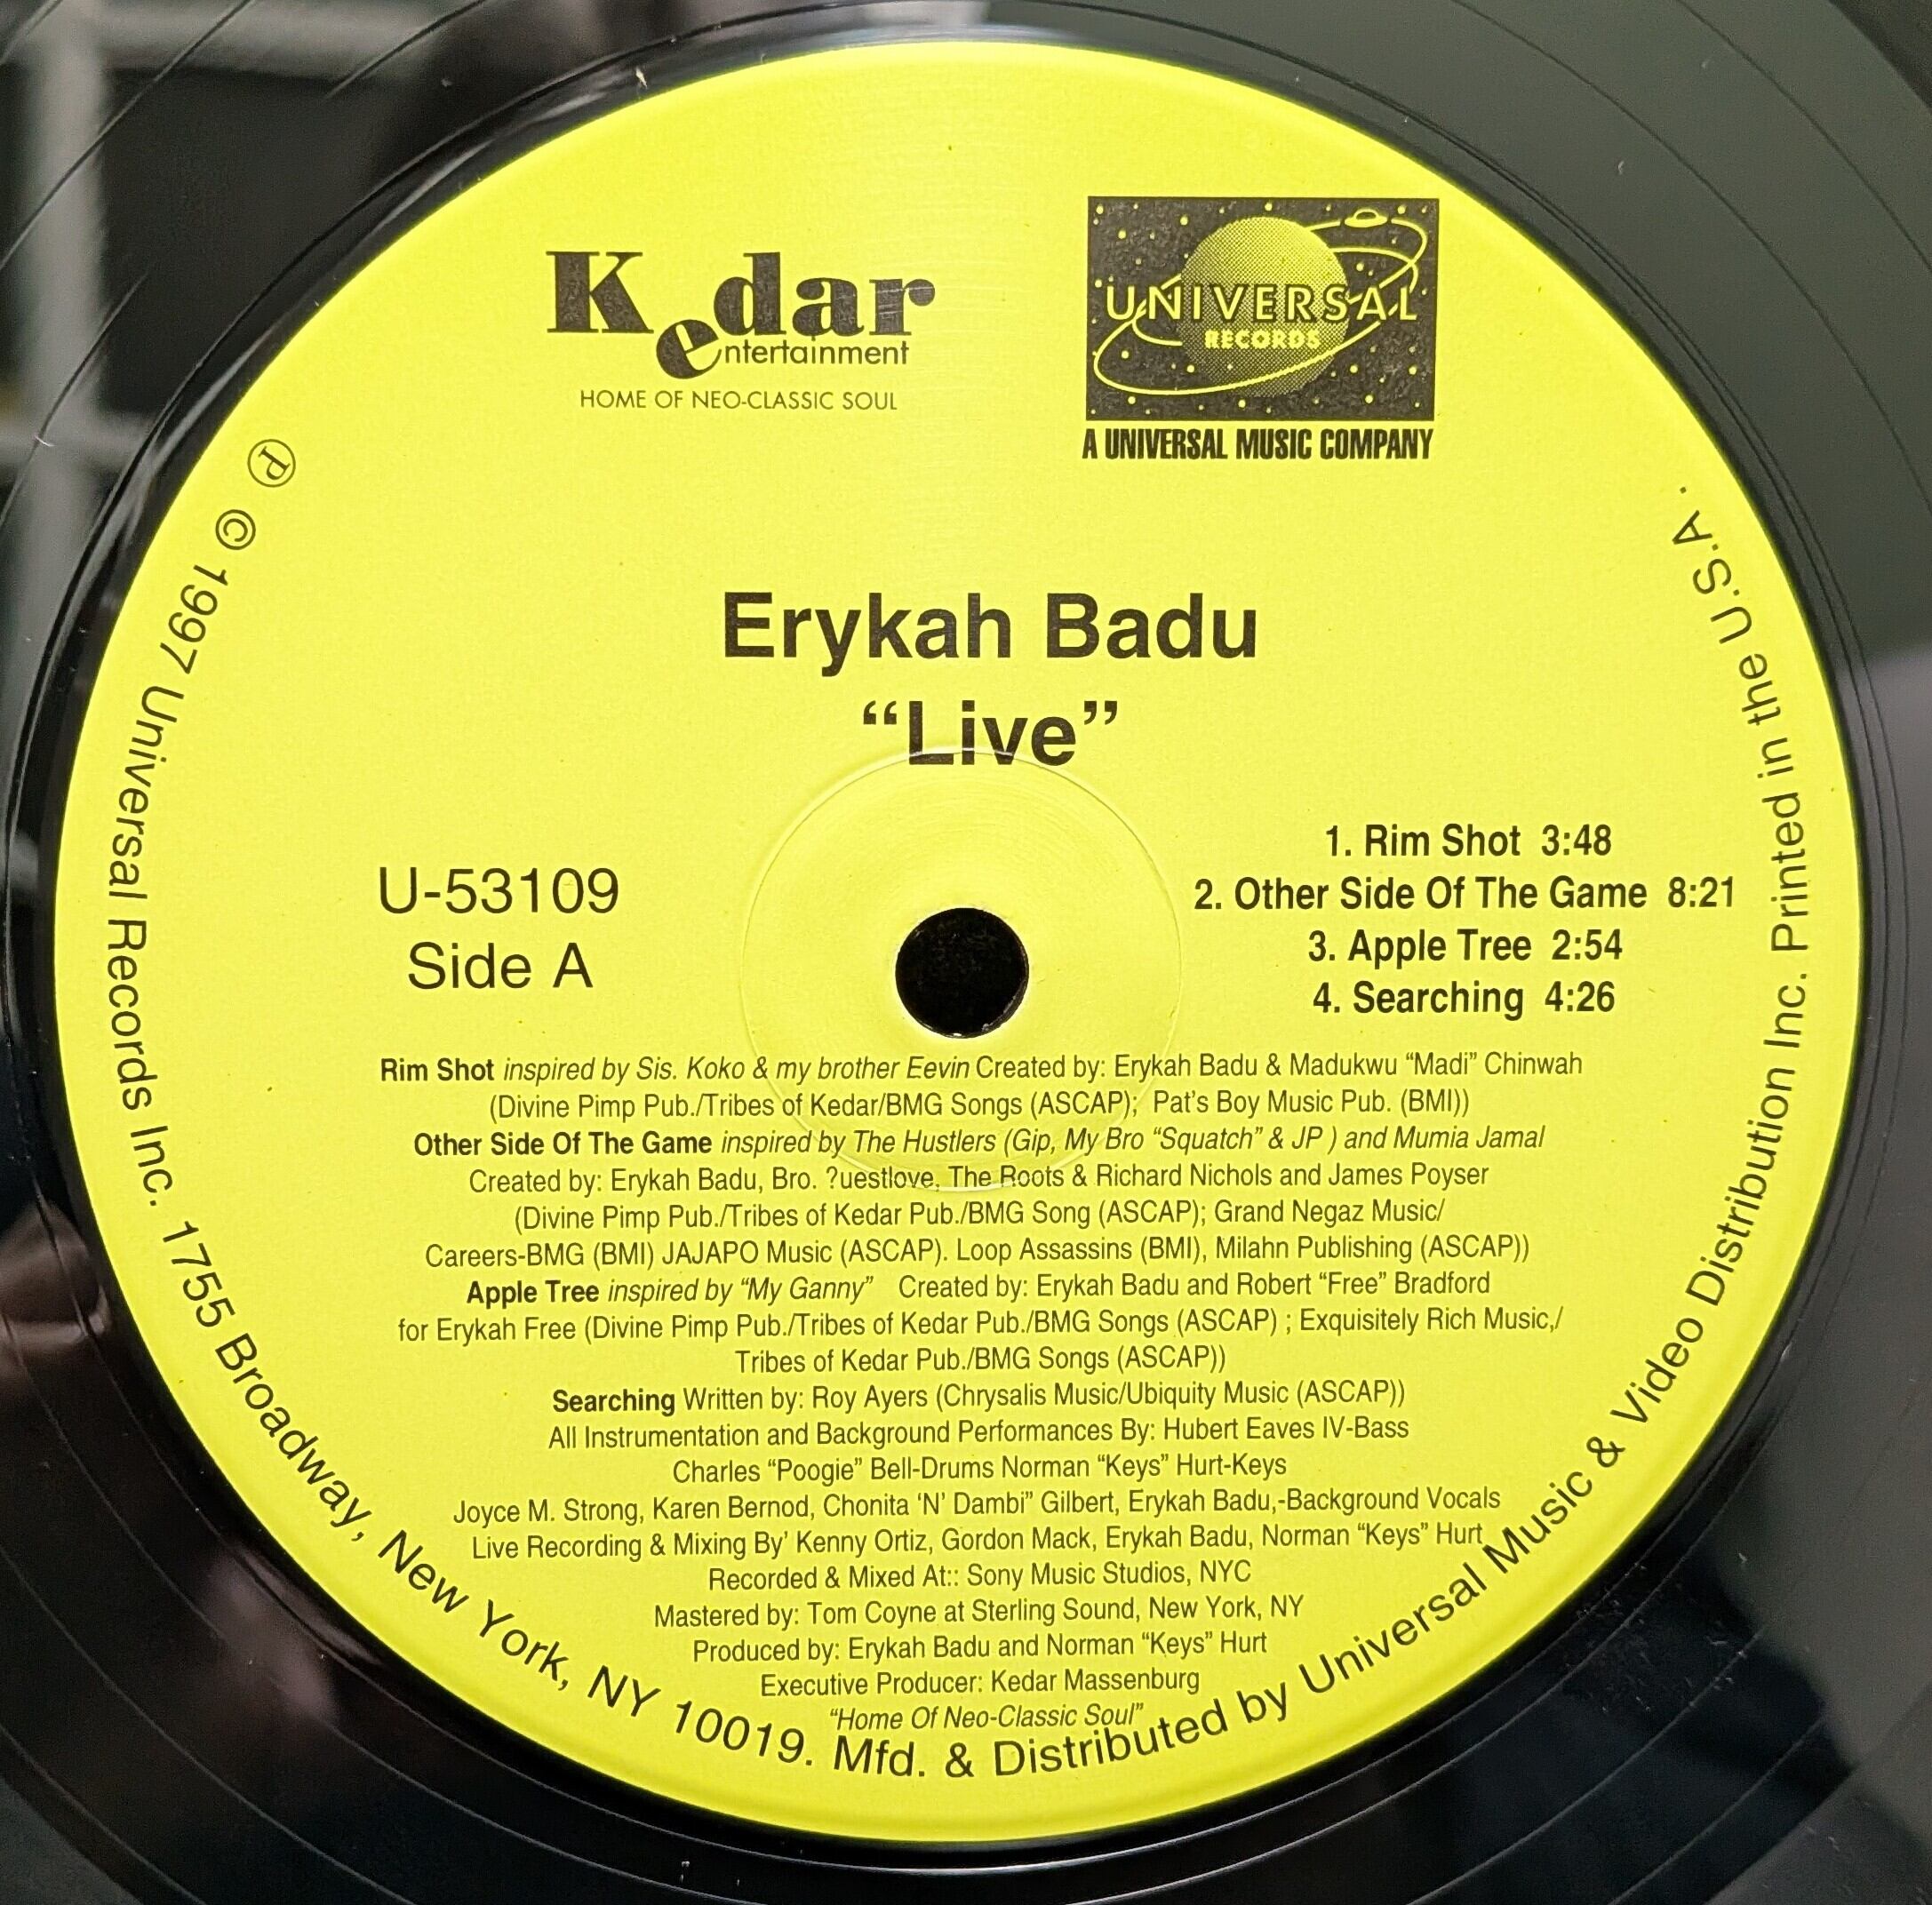 Kedar
entertainment
HOME OF NEO-CLASSIC SOUL
UNIVERSAL
RECORDS
A UNIVERSAL MUSIC COMPANY
Erykah Badu
“Live”
U-53109
Side A
1. Rim Shot 3:48
2. Other Side Of The Game 8:21
3. Apple Tree 2:54
4. Searching 4:26
Rim Shot inspired by Sis. Koko & my brother Eevin Created by: Erykah Badu & Madukwu “Madi” Chinwah
(Divine Pimp Pub./Tribes of Kedar/BMG Songs (ASCAP); Pat’s Boy Music Pub. (BMI))
Other Side Of The Game inspired by The Hustlers (Gip, My Bro “Squatch” & JP ) and Mumia Jamal
Created by: Erykah Badu, Bro. ?uestlove, The Roots & Richard Nichols and James Poyser
(Divine Pimp Pub./Tribes of Kedar Pub./BMG Song (ASCAP); Grand Negaz Music/
Careers-BMG (BMI) JAJAPO Music (ASCAP). Loop Assassins (BMI), Milahn Publishing (ASCAP))
Apple Tree inspired by “My Ganny” Created by: Erykah Badu and Robert “Free” Bradford
for Erykah Free (Divine Pimp Pub./Tribes of Kedar Pub./BMG Songs (ASCAP) ; Exquisitely Rich Music,/
Tribes of Kedar Pub./BMG Songs (ASCAP))
Searching Written by: Roy Ayers (Chrysalis Music/Ubiquity Music (ASCAP))
All Instrumentation and Background Performances By: Hubert Eaves IV-Bass
Charles “Poogie” Bell-Drums Norman “Keys” Hurt-Keys
Joyce M. Strong, Karen Bernod, Chonita ‘N’ Dambi” Gilbert, Erykah Badu,-Background Vocals
Live Recording & Mixing By’ Kenny Ortiz, Gordon Mack, Erykah Badu, Norman “Keys” Hurt
Recorded & Mixed At:: Sony Music Studios, NYC
Mastered by: Tom Coyne at Sterling Sound, New York, NY
Produced by: Erykah Badu and Norman “Keys” Hurt
Executive Producer: Kedar Massenburg
“Home Of Neo-Classic Soul”
℗ © 1997 Universal Records Inc. 1755 Broadway, New York, NY 10019. Mfd. & Distributed by Universal Music & Video Distribution Inc. Printed in the U.S.A.